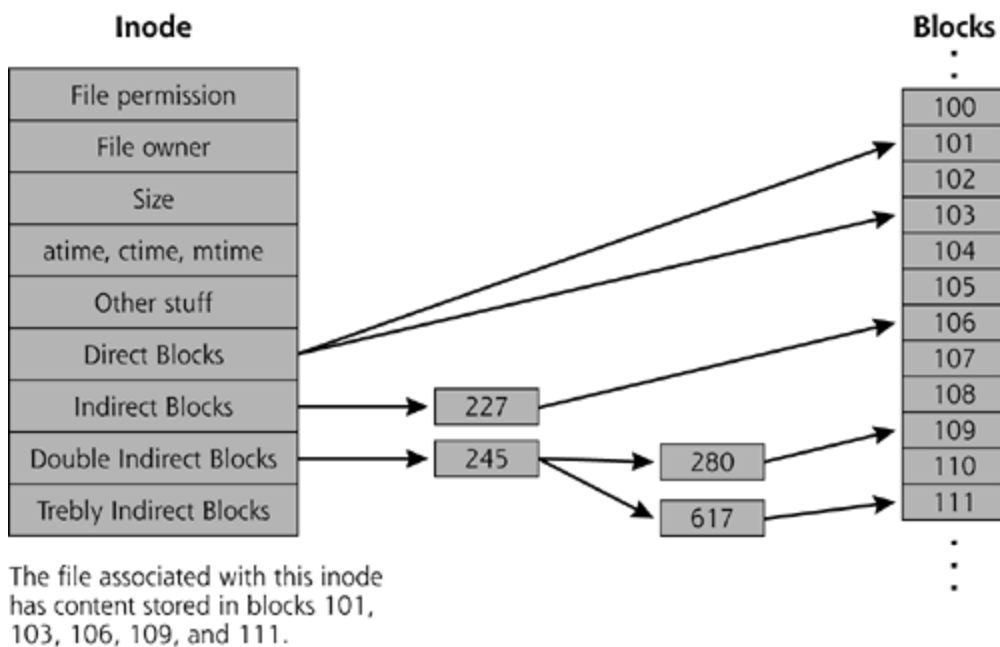 Inode
File permission
File owner
Size
atime, ctime, mtime
Other stuff
Direct Blocks
Indirect Blocks
Double Indirect Blocks
Trebly Indirect Blocks
227
245
280
617
Blocks
100
101
102
103
104
105
106
107
108
109
110
111
The file associated with this inode
has content stored in blocks 101,
103, 106, 109, and 111.